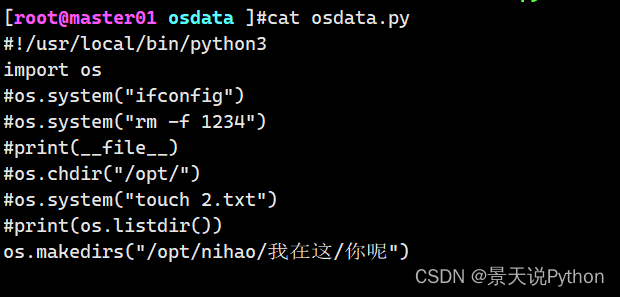 [root@master01 osdata ]#cat osdata.py
#!/usr/local/bin/python3
import os
#os.system("ifconfig")
#os.system("rm -f 1234")
#print(__file__)
#os.chdir("/opt/")
#os.system("touch 2.txt")
#print(os.listdir())
os.makedirs("/opt/nihao/我在这/你呢")
CSDN @景天说Python